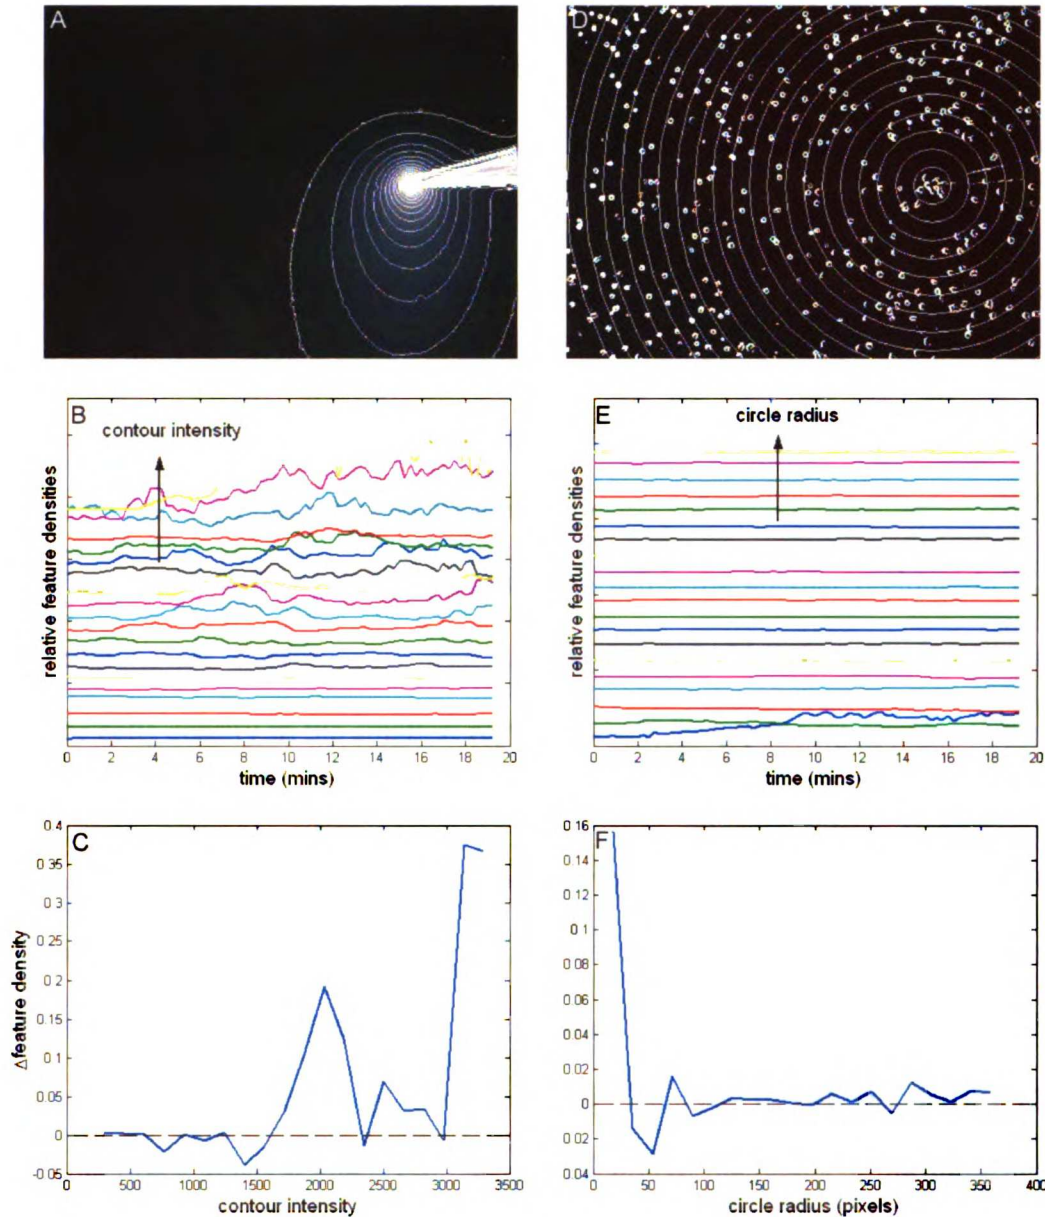 A
D
B
contour intensity
relative feature densities
0 2 4 6 8 10 12 14 16 18 20
time (mins)
E
circle radius
relative feature densities
0 2 4 6 8 10 12 14 16 18 20
time (mins)
C
Δfeature density
0.4
0.35
0.3
0.25
0.2
0.15
0.1
0.05
0
-0.05
0 500 1000 1500 2000 2500 3000 3500
contour intensity
F
0.16
0.14
0.12
0.1
0.08
0.06
0.04
0.02
0
0.02
0.04
0 50 100 150 200 250 300 350 400
circle radius (pixels)